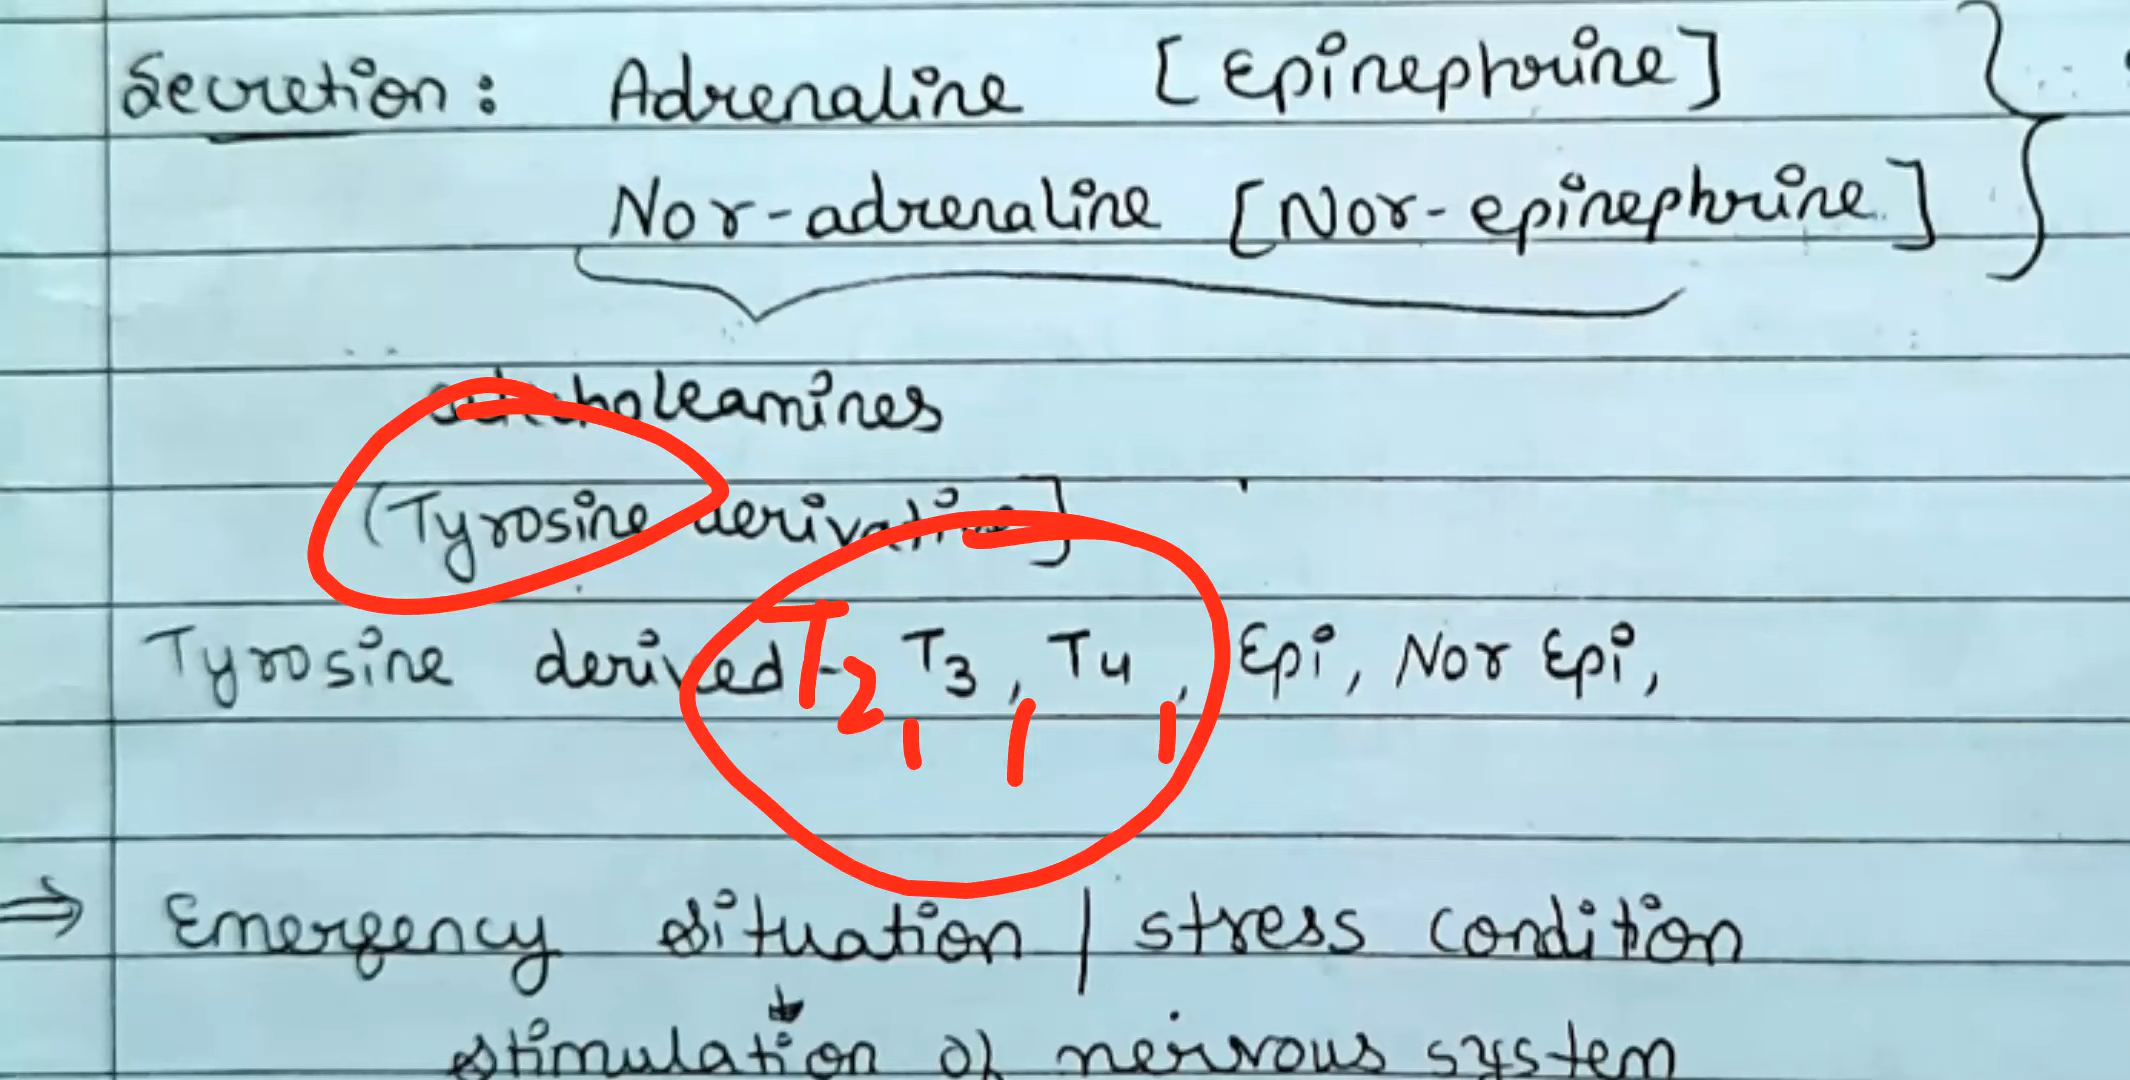 Secretion : Adrenaline [Epinephrine]
Nor-adrenaline [Nor-epinephrine]
catecholeamines
(Tyrosine derivative]
Tyrosine derived - T2, T3, T4, Epi, Nor Epi,
⇒ Emergency situation / stress condition
stimulation of nervous system